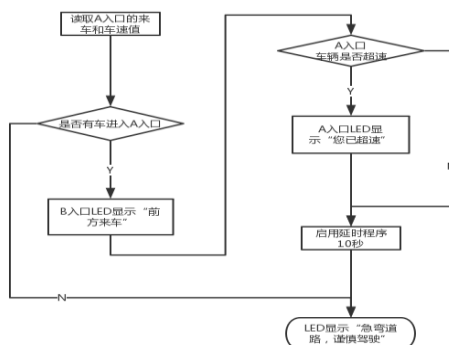 读取A入口的来
车和车速值
是否有车进入A入口
Y
B入口LED显示“前
方来车”
N
A入口
车辆是否超速
Y
A入口LED显
示“您已超速”
启用延时程序
10秒
LED显示“急弯道
路，谨慎驾驶”